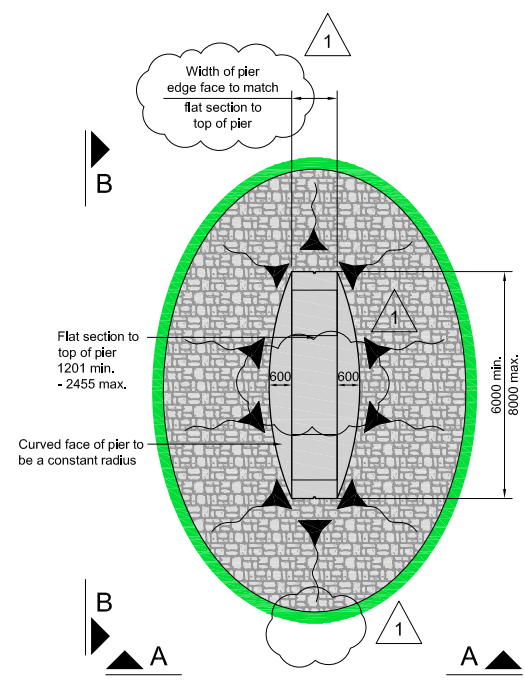 1
Width of pier
edge face to match
flat section to
top of pier
B
1
Flat section to
top of pier
1201 min.
- 2455 max.
600
600
6000 min.
8000 max.
Curved face of pier to
be a constant radius
B
1
A
A